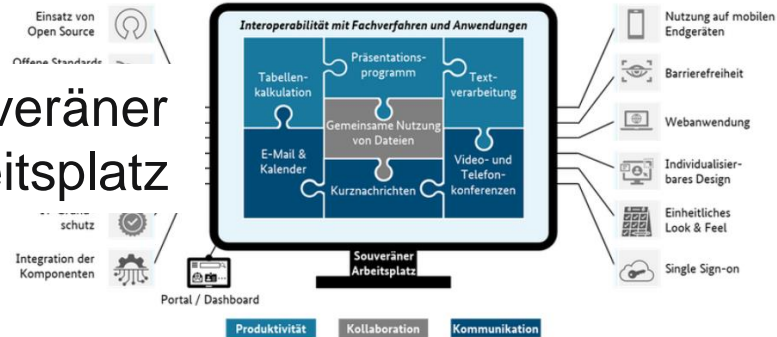 Einsatz von
Open Source
Offene Standards
veräner
eitsplatz
schutz
Integration der
Komponenten
Portal / Dashboard
Interoperabilität mit Fachverfahren und Anwendungen
Tabellen-
kalkulation
Präsentations-
programm
Text-
verarbeitung
Gemeinsame Nutzung
von Dateien
E-Mail &
Kalender
Kurznachrichten
Video- und
Telefon-
konferenzen
Souveräner
Arbeitsplatz
Nutzung auf mobilen
Endgeräten
Barrierefreiheit
Webanwendung
Individualisier-
bares Design
Einheitliches
Look & Feel
Single Sign-on
Produktivität
Kollaboration
Kommunikation